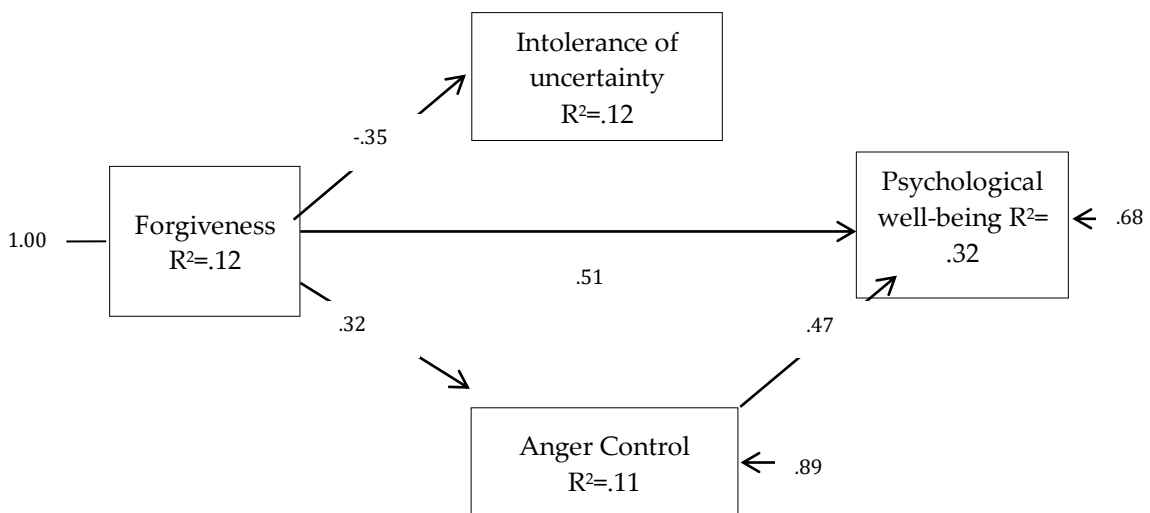 Intolerance of
uncertainty
R²=.12
-.35
Psychological
well-being R²=
.32
.68
Forgiveness
R²=.12
1.00
.51
.32
.47
Anger Control
R²=.11
.89